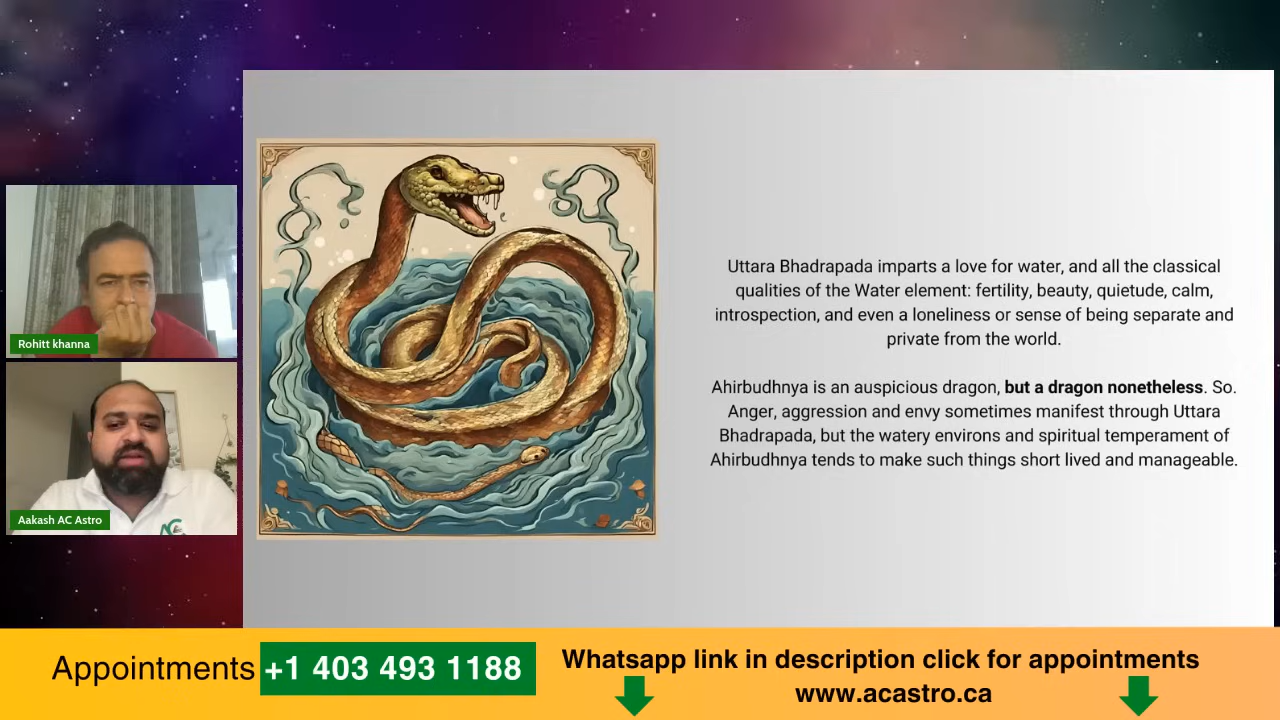 Uttara Bhadrapada imparts a love for water, and all the classical
qualities of the Water element: fertility, beauty, quietude, calm,
introspection, and even a loneliness or sense of being separate and
private from the world.
Ahirbudhnya is an auspicious dragon, but a dragon nonetheless. So.
Anger, aggression and envy sometimes manifest through Uttara
Bhadrapada, but the watery environs and spiritual temperament of
Ahirbudhnya tends to make such things short lived and manageable.
Rohitt khanna
AC
Aakash AC Astro
Appointments +1 403 493 1188
Whatsapp link in description click for appointments
www.acastro.ca